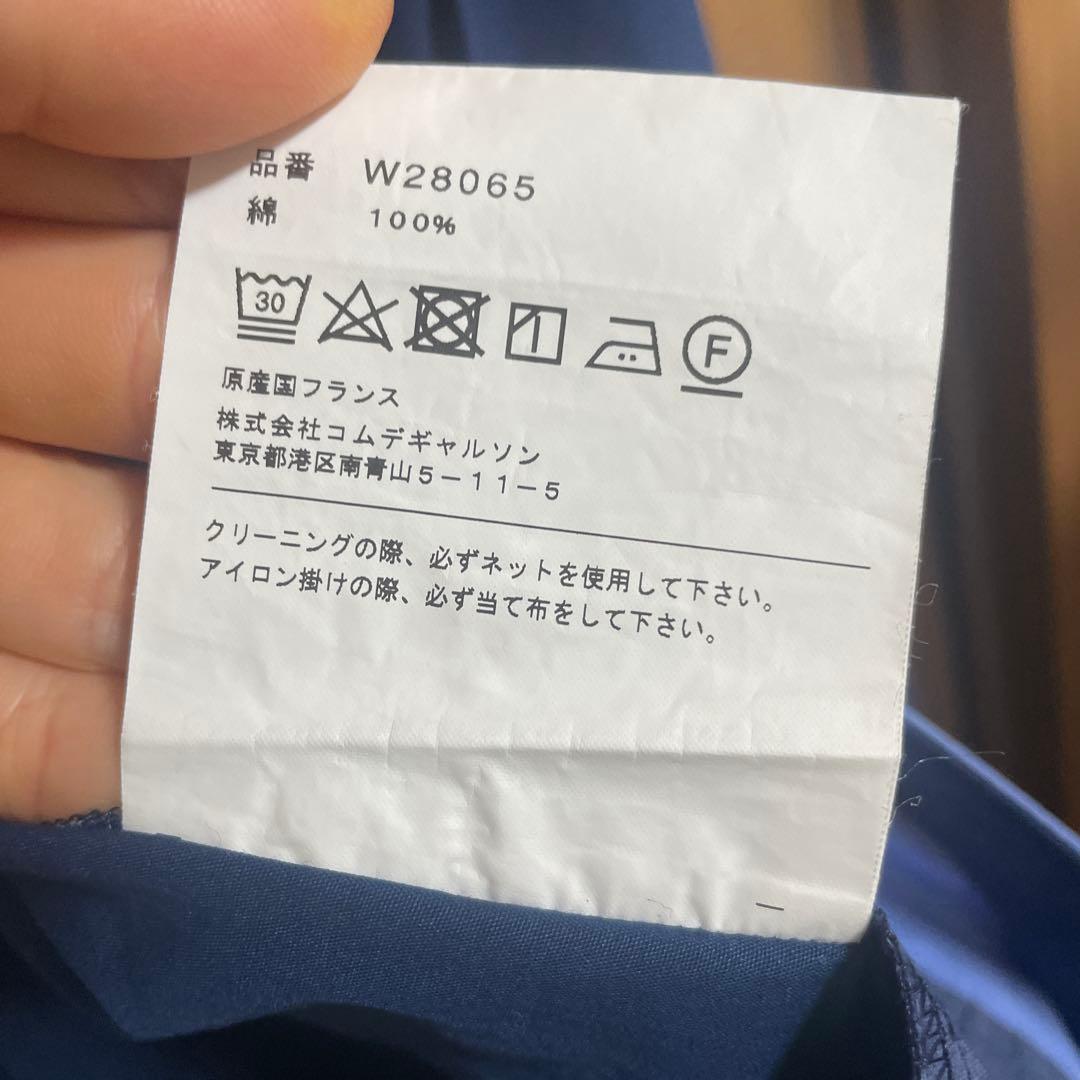 品番 W28065
綿 100%
30 F
原産国フランス
株式会社コムデギャルソン
東京都港区南青山5-11-5
クリーニングの際、必ずネットを使用して下さい。
アイロン掛けの際、必ず当て布をして下さい。